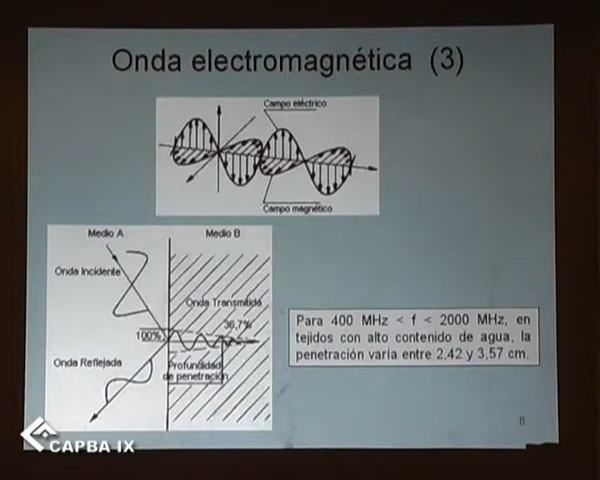 Onda electromagnética (3)
Campo eléctrico
Campo magnético
Medio A
Medio B
Onda Incidente
Onda Transmitida
36,7%
100%
Onda Reflejada
Profundidad
de penetración
Para 400 MHz < f < 2000 MHz, en
tejidos con alto contenido de agua, la
penetración varia entre 2,42 y 3,57 cm.
8
CAPBA IX